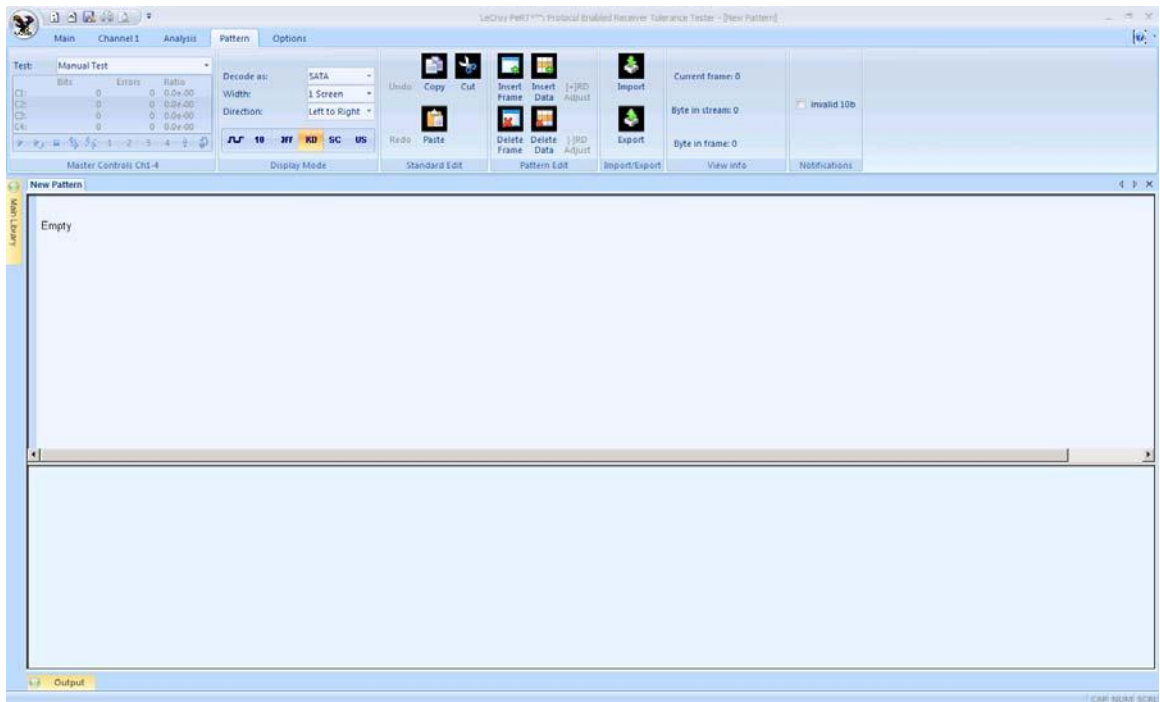 LeCroy PeRT³™: Protocol Enabled Receiver Tolerance Tester - [New Pattern]
Main Channel 1 Analysis Pattern Options
Test: Manual Test
Bits Errors Ratio
C1: 0 0 0.0e-00
C2: 0 0 0.0e-00
C3: 0 0 0.0e-00
C4: 0 0 0.0e-00
1 2 3 4
Master Controls Ch1-4
Decode as: SATA
Width: 1 Screen
Direction: Left to Right
10 3FF KD SC US
Display Mode
Undo Copy Cut
Redo Paste
Standard Edit
Insert Frame Insert Data [+]RD Adjust
Delete Frame Delete Data [-]RD Adjust
Pattern Edit
Import
Export
Import/Export
Current frame: 0
Byte in stream: 0
Byte in frame: 0
View info
Invalid 10b
Notifications
Main Library
New Pattern
Empty
Output
CAP NUM SCRL